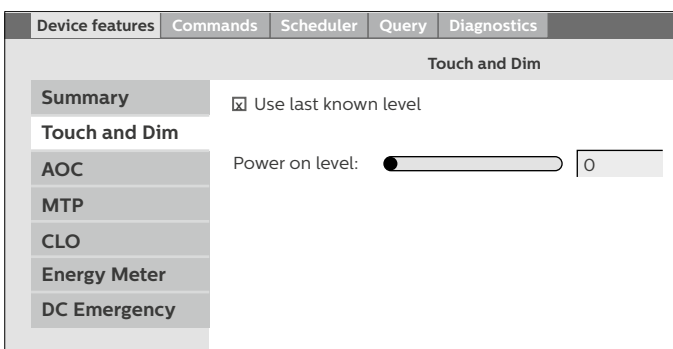 Device features Commands Scheduler Query Diagnostics
Touch and Dim
Summary
Touch and Dim
AOC
MTP
CLO
Energy Meter
DC Emergency
x Use last known level
Power on level: 0